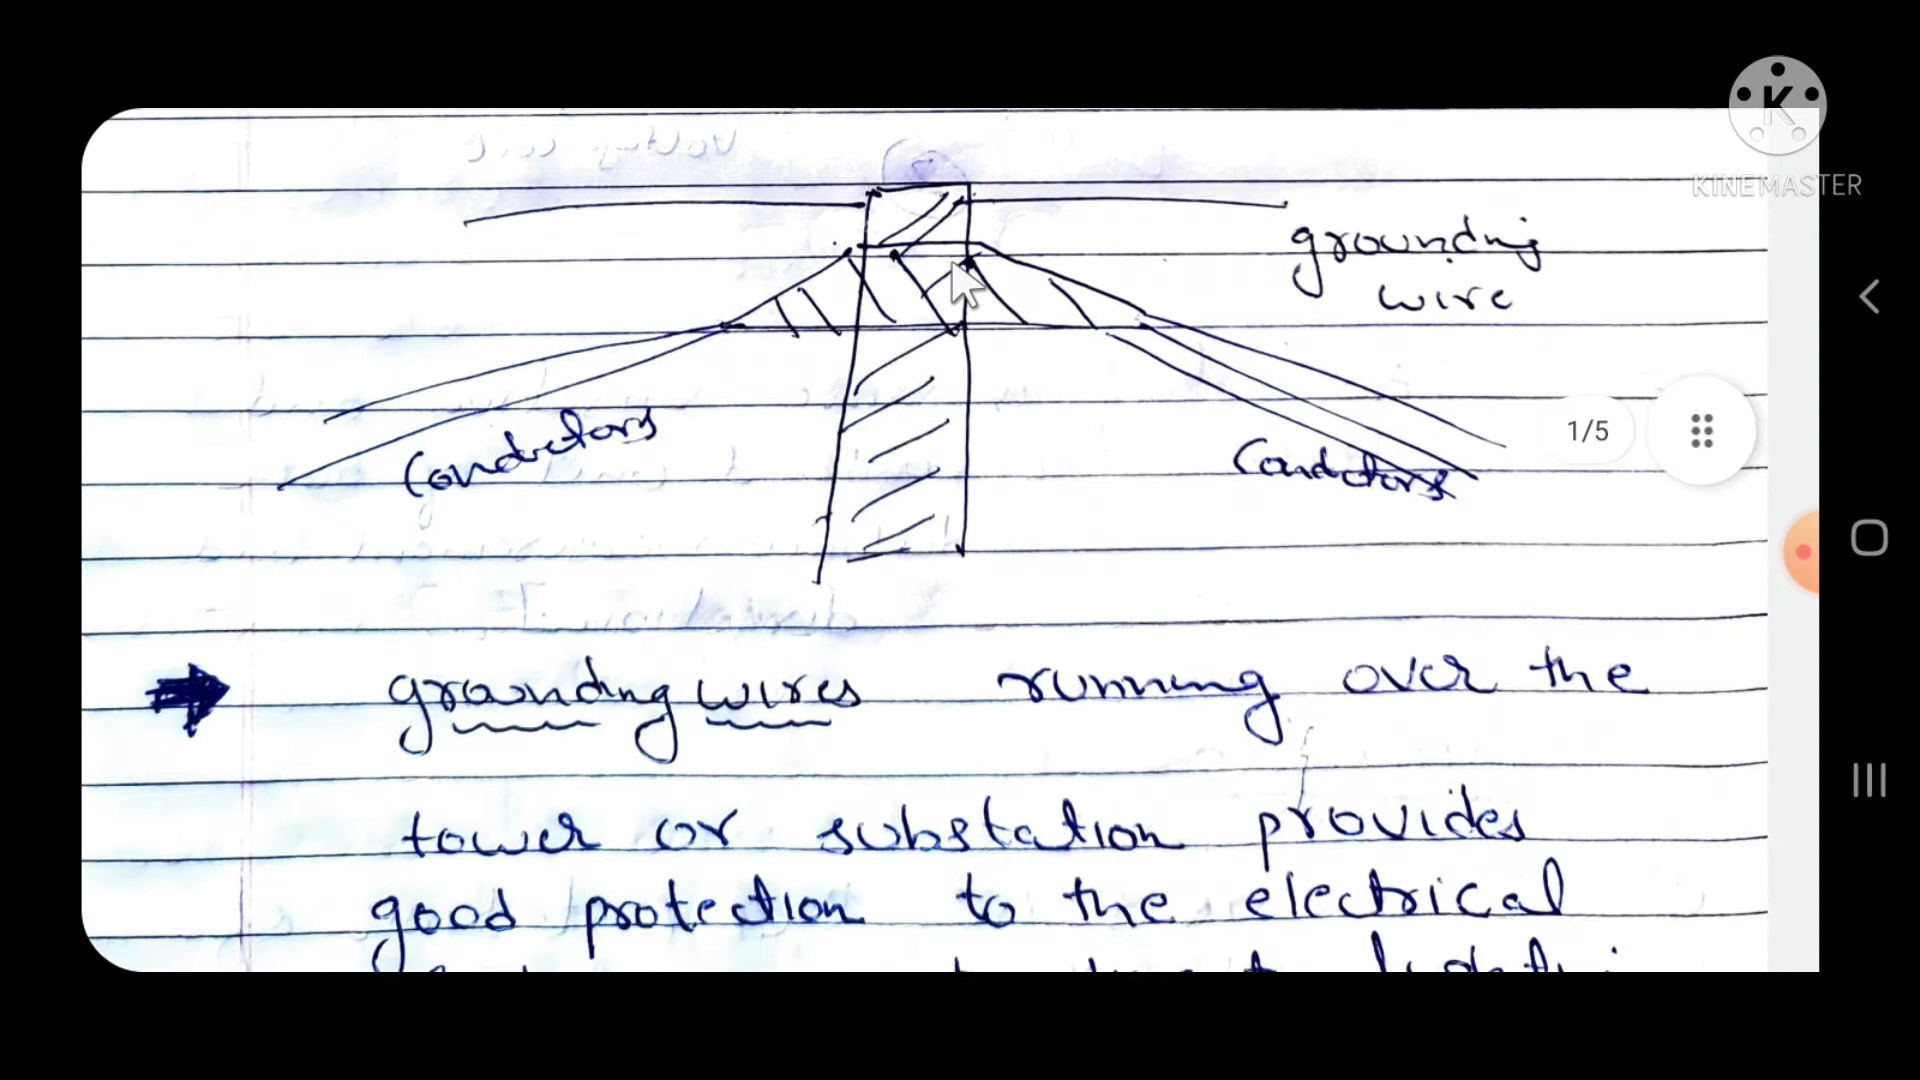 K
KINEMASTER
grounding
wire
1/5
Conductors
Conductors
grounding wires running over the
tower or substation provides
good protection to the electrical